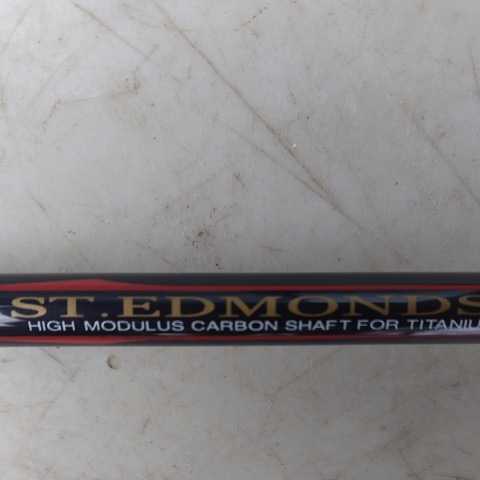 ST.EDMONDS
HIGH MODULUS CARBON SHAFT FOR TITANIU